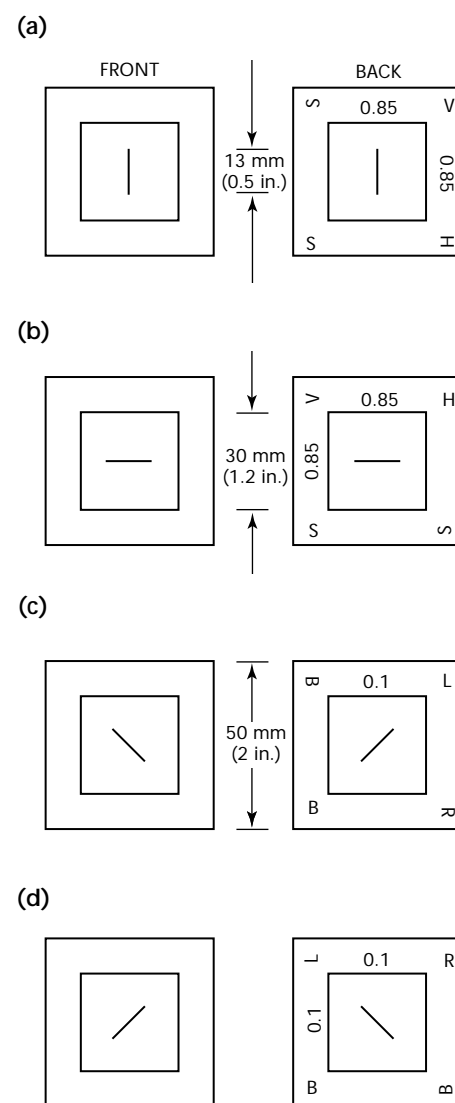 (a)
FRONT
BACK
S 0.85 V
13 mm
(0.5 in.)
0.85
S H
(b)
V 0.85 H
30 mm
(1.2 in.)
0.85
S S
(c)
B 0.1 L
50 mm
(2 in.)
B R
(d)
L 0.1 R
0.1
B B